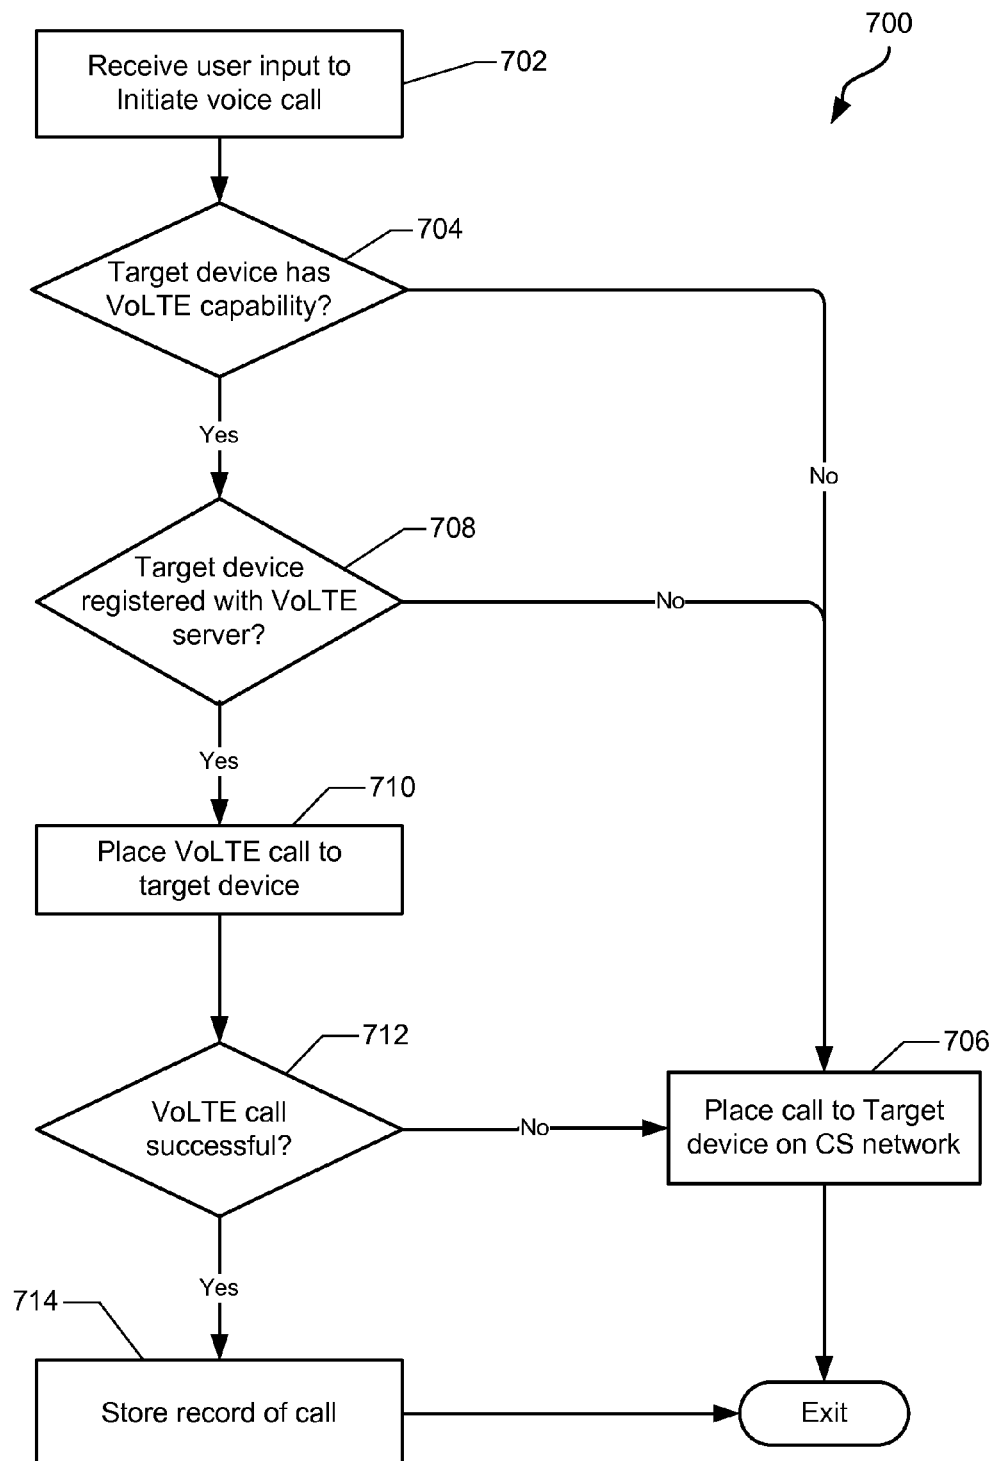 700
Receive user input to
Initiate voice call
702
704
Target device has
VoLTE capability?
Yes
No
708
Target device
registered with VoLTE
server?
No
Yes
710
Place VoLTE call to
target device
712
VoLTE call
successful?
No
706
Place call to Target
device on CS network
Yes
714
Store record of call
Exit